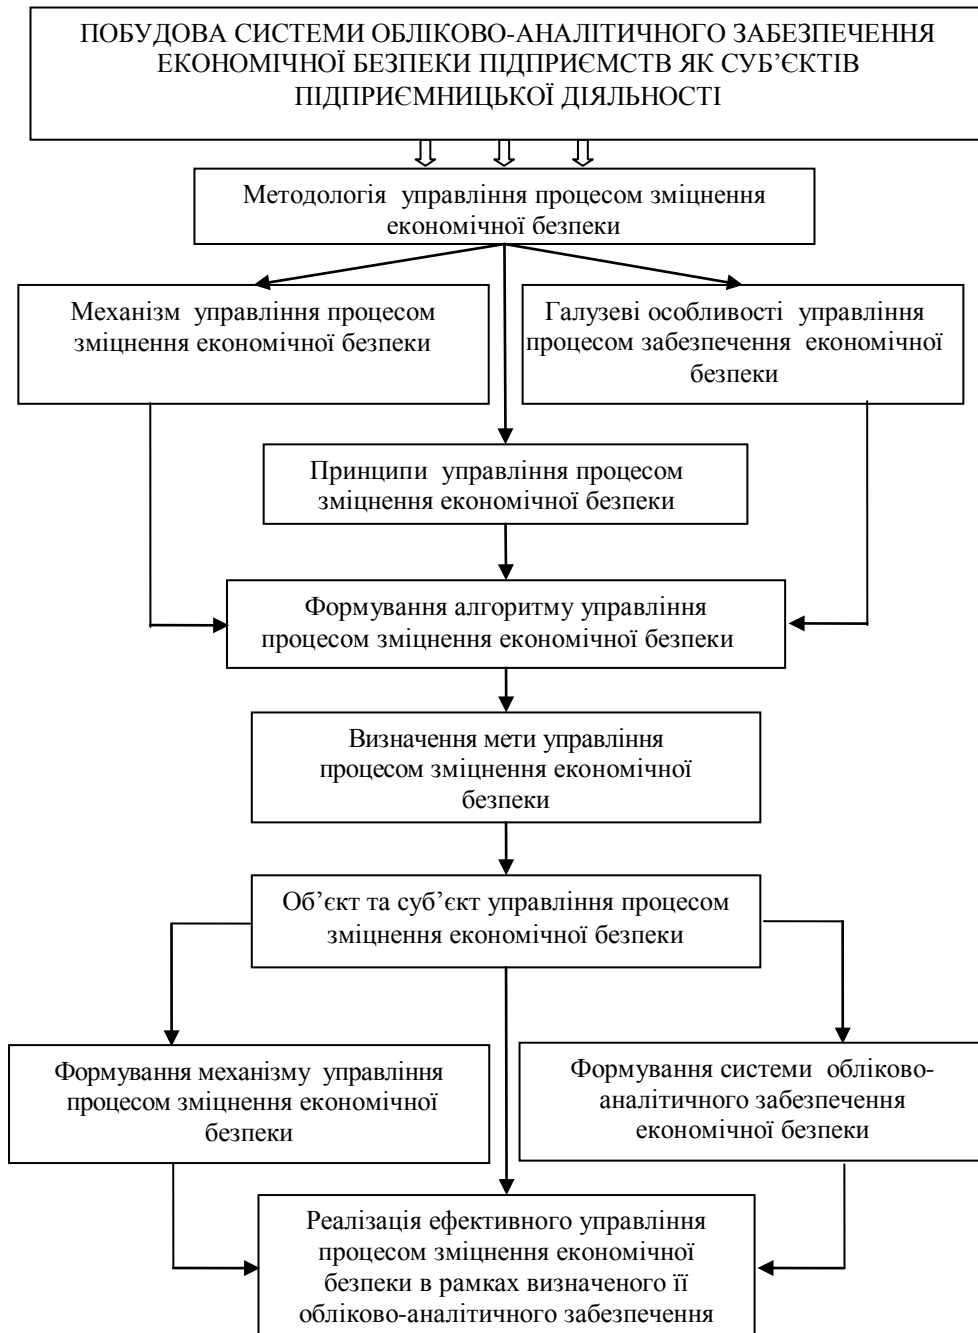 ПОБУДОВА СИСТЕМИ ОБЛІКОВО-АНАЛІТИЧНОГО ЗАБЕЗПЕЧЕННЯ
ЕКОНОМІЧНОЇ БЕЗПЕКИ ПІДПРИЄМСТВ ЯК СУБ’ЄКТІВ
ПІДПРИЄМНИЦЬКОЇ ДІЯЛЬНОСТІ
Методологія управління процесом зміцнення
економічної безпеки
Механізм управління процесом
зміцнення економічної безпеки
Галузеві особливості управління
процесом забезпечення економічної
безпеки
Принципи управління процесом
зміцнення економічної безпеки
Формування алгоритму управління
процесом зміцнення економічної безпеки
Визначення мети управління
процесом зміцнення економічної
безпеки
Об’єкт та суб’єкт управління процесом
зміцнення економічної безпеки
Формування механізму управління
процесом зміцнення економічної
безпеки
Формування системи обліково-
аналітичного забезпечення
економічної безпеки
Реалізація ефективного управління
процесом зміцнення економічної
безпеки в рамках визначеного її
обліково-аналітичного забезпечення